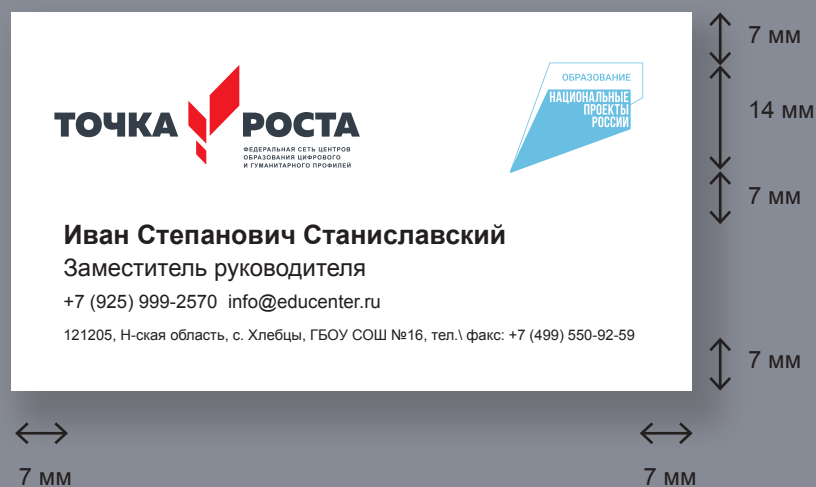 ТОЧКА РОСТА
ФЕДЕРАЛЬНАЯ СЕТЬ ЦЕНТРОВ
ОБРАЗОВАНИЯ ЦИФРОВОГО
И ГУМАНИТАРНОГО ПРОФИЛЕЙ
ОБРАЗОВАНИЕ
НАЦИОНАЛЬНЫЕ
ПРОЕКТЫ
РОССИИ
Иван Степанович Станиславский
Заместитель руководителя
+7 (925) 999-2570 info@educenter.ru
121205, Н-ская область, с. Хлебцы, ГБОУ СОШ №16, тел.\ факс: +7 (499) 550-92-59
7 мм
14 мм
7 мм
7 мм
7 мм
7 мм